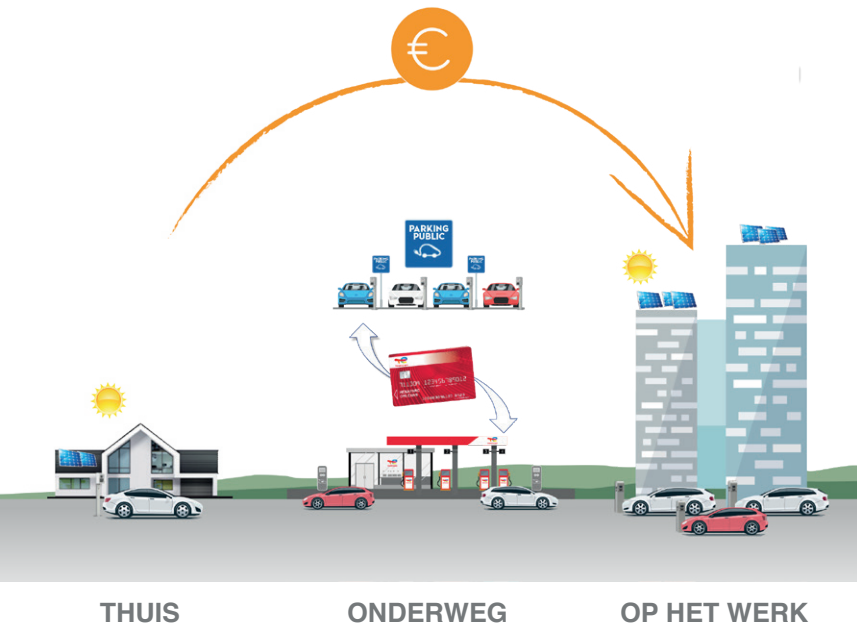 €
PARKING
PUBLIC
THUIS
ONDERWEG
OP HET WERK